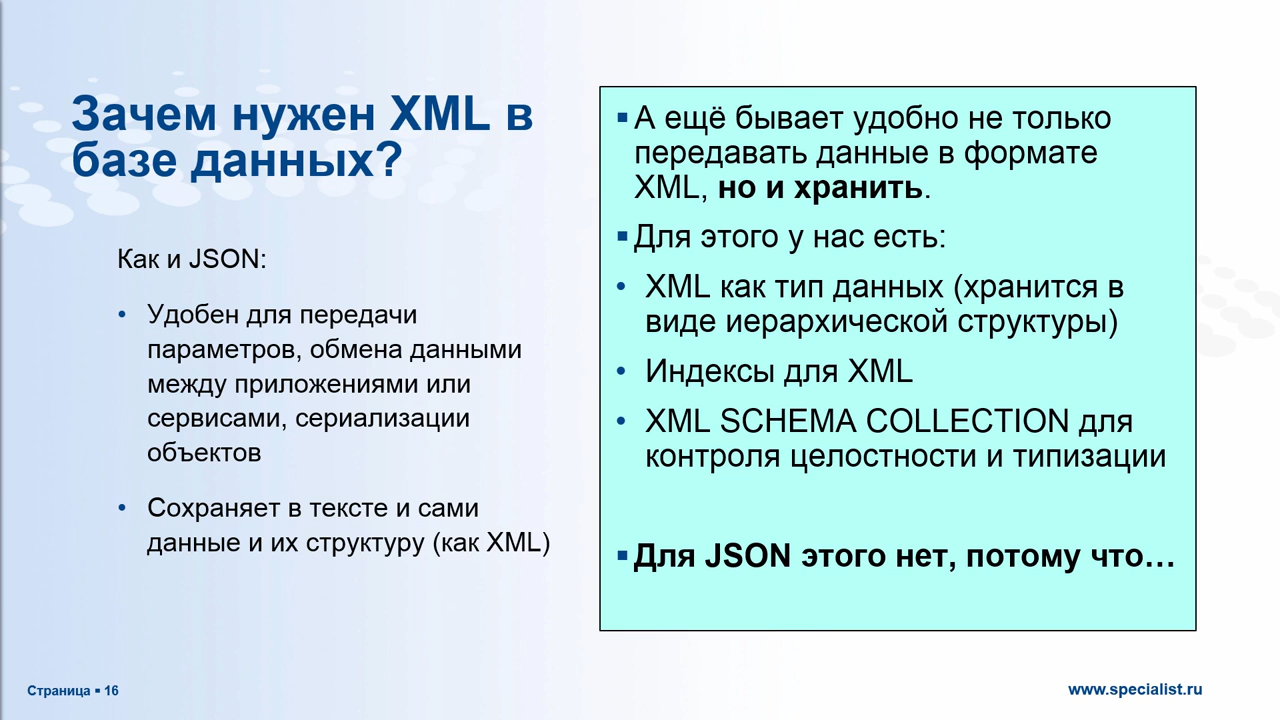 Зачем нужен XML в
базе данных?
Как и JSON:
• Удобен для передачи
параметров, обмена данными
между приложениями или
сервисами, сериализации
объектов
• Сохраняет в тексте и сами
данные и их структуру (как XML)
▪ А ещё бывает удобно не только
передавать данные в формате
XML, но и хранить.
▪ Для этого у нас есть:
• XML как тип данных (хранится в
виде иерархической структуры)
• Индексы для XML
• XML SCHEMA COLLECTION для
контроля целостности и типизации
▪ Для JSON этого нет, потому что…
Страница ▪ 16
www.specialist.ru